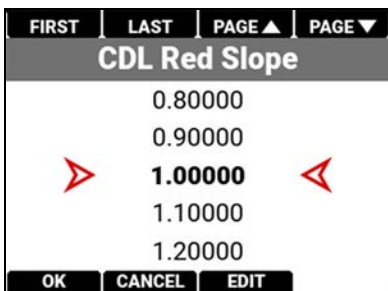 FIRST LAST PAGE▲ PAGE▼
CDL Red Slope
0.80000
0.90000
1.00000
1.10000
1.20000
OK CANCEL EDIT